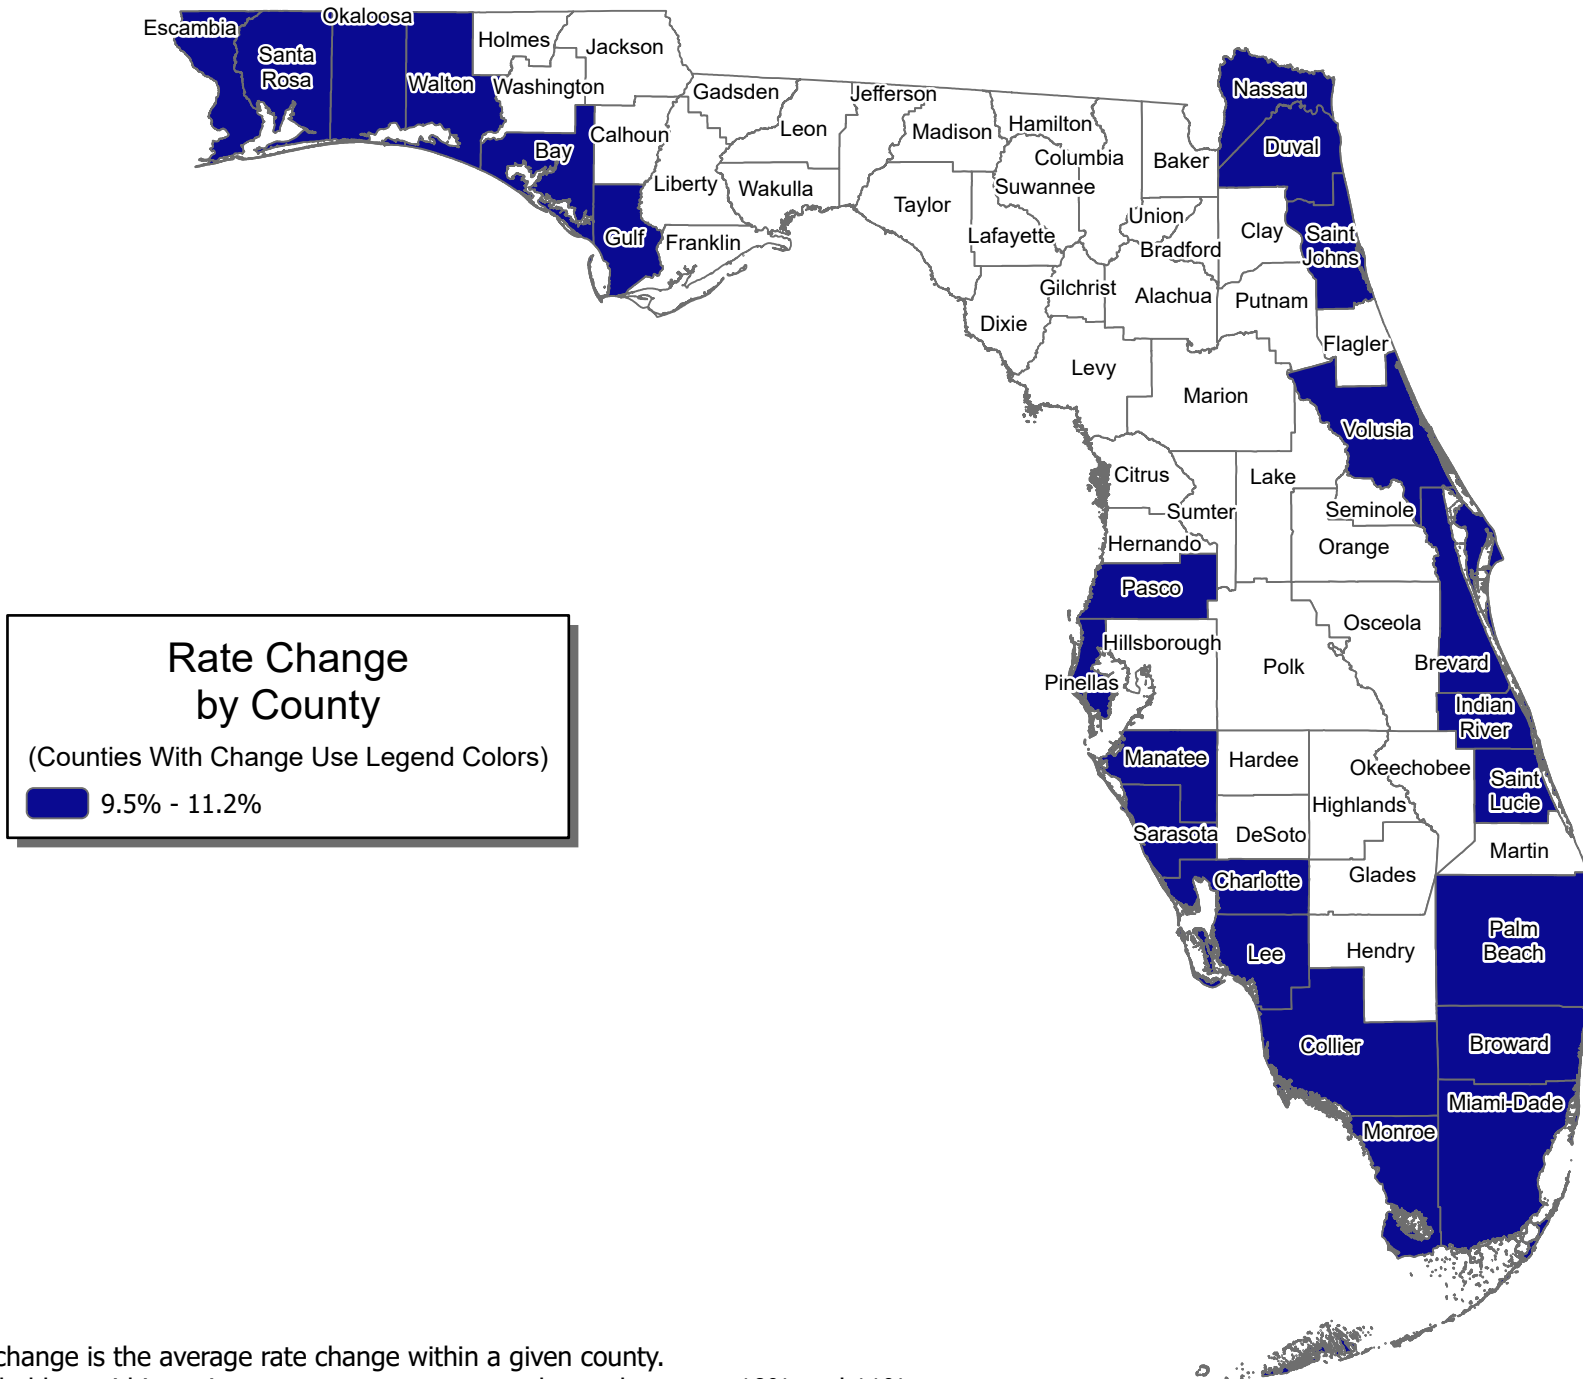 Escambia
Okaloosa
Santa
Rosa
Walton
Holmes
Jackson
Washington
Bay
Calhoun
Gulf
Liberty
Franklin
Gadsden
Leon
Wakulla
Jefferson
Madison
Taylor
Hamilton
Columbia
Suwannee
Lafayette
Baker
Union
Bradford
Nassau
Duval
Clay
Saint
Johns
Gilchrist
Alachua
Putnam
Dixie
Flagler
Levy
Marion
Volusia
Citrus
Lake
Sumter
Seminole
Hernando
Orange
Pasco
Hillsborough
Osceola
Polk
Brevard
Pinellas
Indian
River
Manatee
Hardee
Okeechobee
Saint
Lucie
Highlands
Sarasota
DeSoto
Martin
Charlotte
Glades
Palm
Beach
Lee
Hendry
Collier
Broward
Miami-Dade
Monroe
Rate Change
by County
(Counties With Change Use Legend Colors)
9.5% - 11.2%
change is the average rate change within a given county.